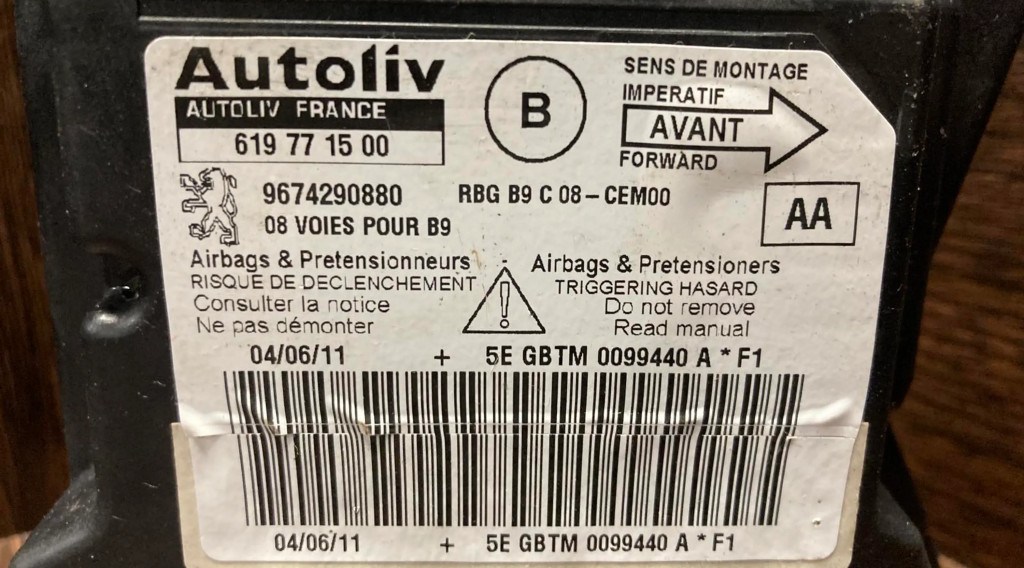 Autoliv
AUTOLIV FRANCE
619 77 15 00
B
SENS DE MONTAGE
IMPERATIF
AVANT
FORWARD
9674290880 RBG B9 C 08-CEM00
08 VOIES POUR B9
AA
Airbags & Pretensionneurs
RISQUE DE DECLENCHEMENT
Consulter la notice
Ne pas démonter
Airbags & Pretensioners
TRIGGERING HASARD
Do not remove
Read manual
04/06/11 + 5E GBTM 0099440 A * F1
04/06/11 + 5E GBTM 0099440 A * F1